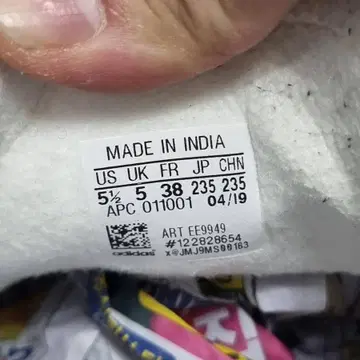 MADE IN INDIA
US UK FR JP CHN
5½ 5 38 235 235
APC 011001 04/19
ART EE9949
#122828654
adidas